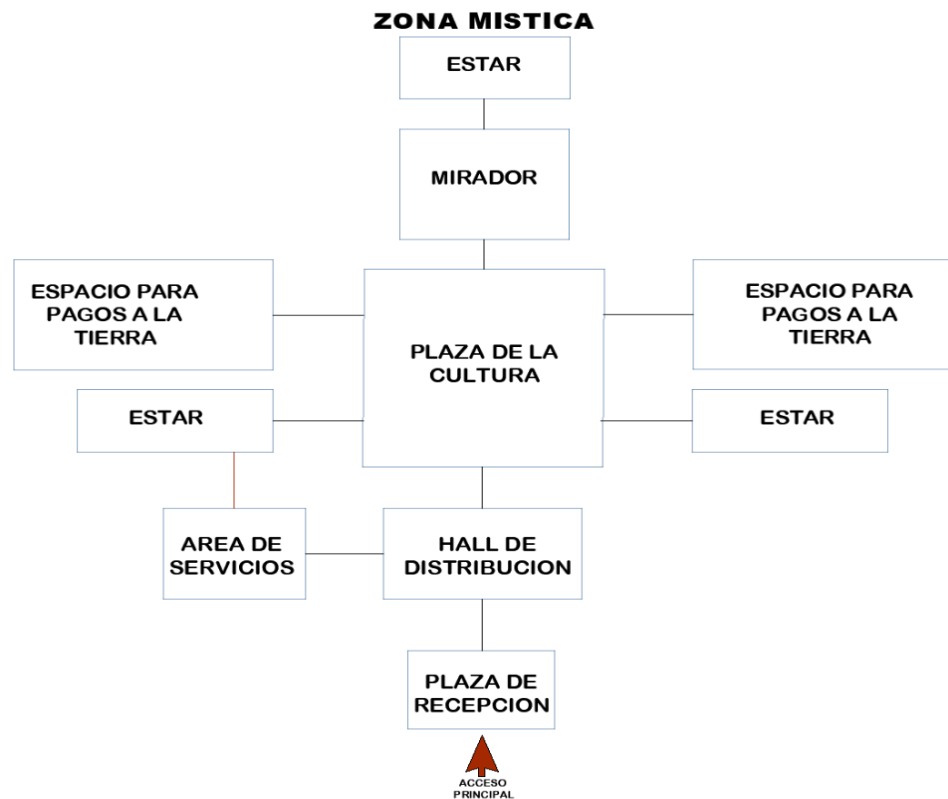 ZONA MISTICA
ESTAR
MIRADOR
ESPACIO PARA
PAGOS A LA
TIERRA
ESPACIO PARA
PAGOS A LA
TIERRA
PLAZA DE LA
CULTURA
ESTAR
ESTAR
AREA DE
SERVICIOS
HALL DE
DISTRIBUCION
PLAZA DE
RECEPCION
ACCESO
PRINCIPAL